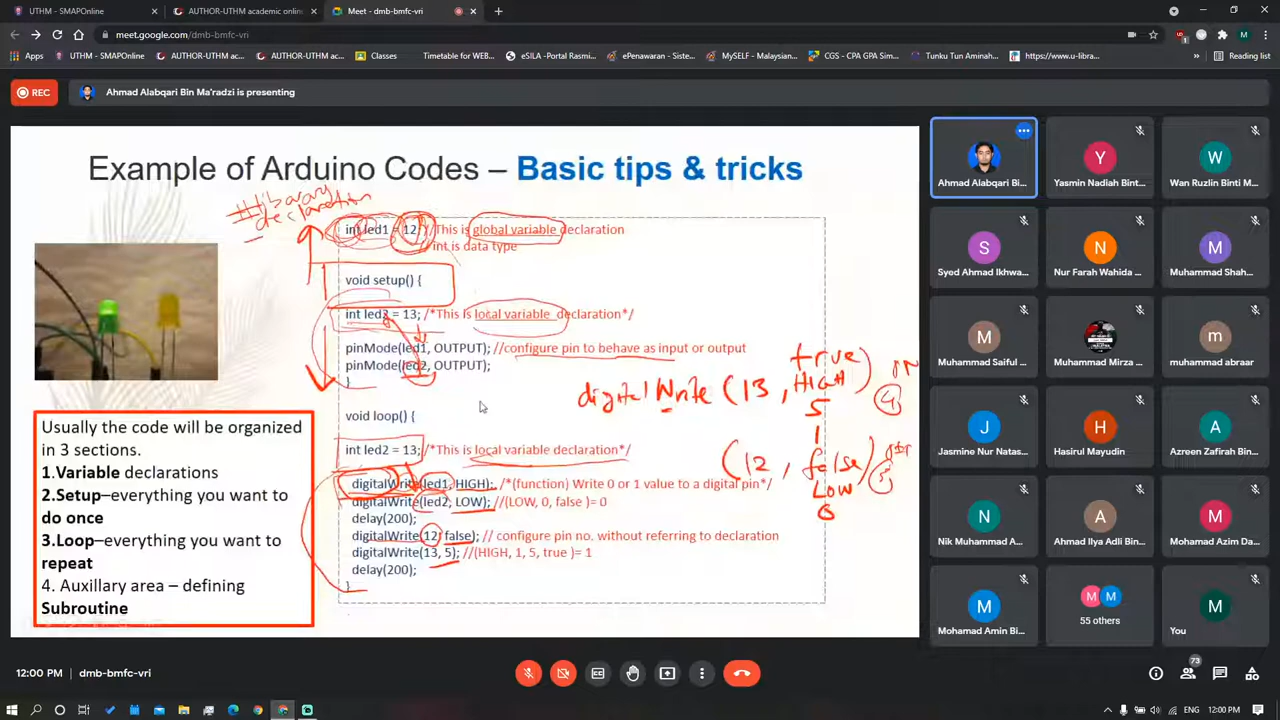 UTHM - SMAPOnline
AUTHOR-UTHM academic onlin
Meet - dmb-bmfc-vri
meet.google.com/dmb-bmfc-vri
Apps
UTHM - SMAPOnline
AUTHOR-UTHM ac...
AUTHOR-UTHM ac...
Classes
Timetable for WEB...
eSILA -Portal Rasmi...
ePenawaran - Siste...
MySELF - Malaysian...
CGS - CPA GPA Sim...
Tunku Tun Aminah...
https://www.u-libra...
»
Reading list
REC
Ahmad Alabqari Bin Ma'radzi is presenting
Example of Arduino Codes – Basic tips & tricks
library
declaration
int led1 = 12; //This is global variable declaration
int is data type
void setup() {
int led2 = 13; /*This is local variable declaration*/
pinMode(led1, OUTPUT); //configure pin to behave as input or output
pinMode(led2, OUTPUT);
}
void loop() {
int led2 = 13; /*This is local variable declaration*/
digitalWrite(led1, HIGH); /*(function) Write 0 or 1 value to a digital pin*/
digitalWrite(led2, LOW); //(LOW, 0, false )= 0
delay(200);
digitalWrite(12, false); // configure pin no. without referring to declaration
digitalWrite(13, 5); //(HIGH, 1, 5, true )= 1
delay(200);
}
true
digitalWrite (13, HIGH)
5
1
(12, false)
LOW
0
Usually the code will be organized
in 3 sections.
1.Variable declarations
2.Setup–everything you want to
do once
3.Loop–everything you want to
repeat
4. Auxillary area – defining
Subroutine
Ahmad Alabqari Bi...
Y
Yasmin Nadiah Bint...
W
Wan Ruzlin Binti M...
S
Syed Ahmad Ikhwa...
N
Nur Farah Wahida ...
M
Muhammad Shah...
M
Muhammad Saiful ...
Muhammad Mirza ...
m
muhammad abraar
J
Jasmine Nur Natas...
H
Hasirul Mayudin
A
Azreen Zafirah Bin...
N
Nik Muhammad A...
A
Ahmad Ilya Adli Bin...
M
Mohamad Azim Da...
M
Mohamad Amin Bi...
M M
55 others
M
You
12:00 PM
dmb-bmfc-vri
73
ENG
12:00 PM